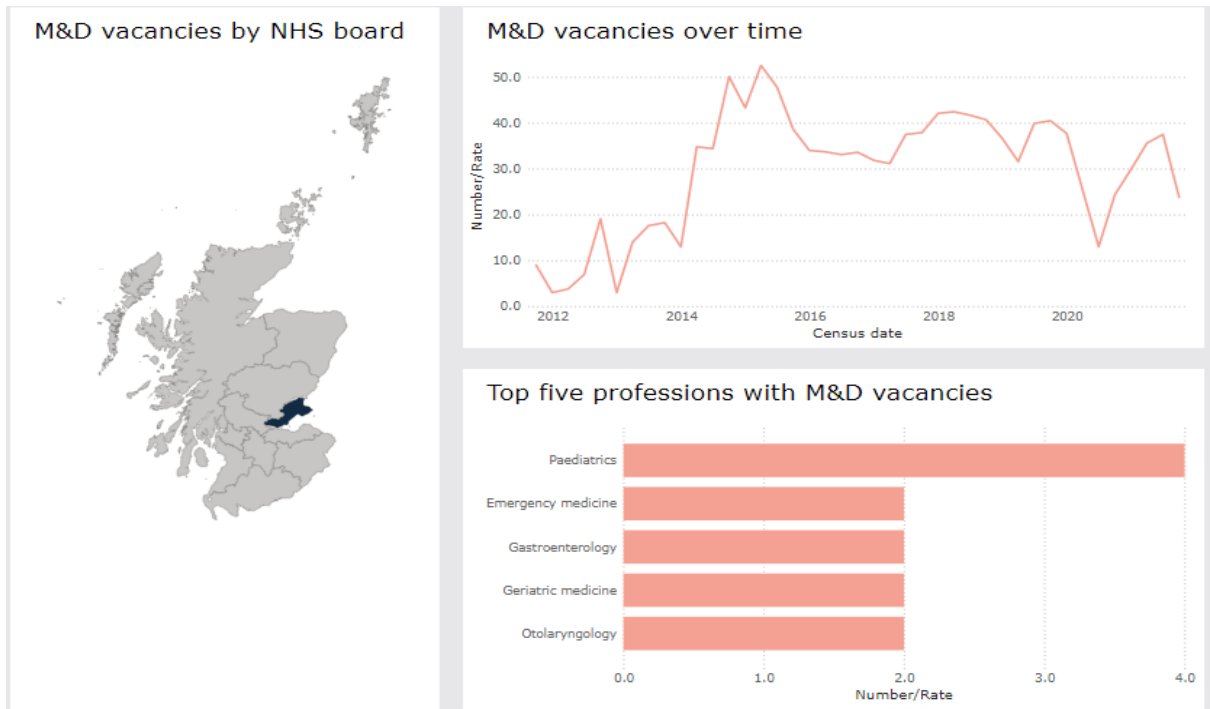 M&D vacancies by NHS board
M&D vacancies over time
Number/Rate
50.0
40.0
30.0
20.0
10.0
0.0
2012 2014 2016 2018 2020
Census date
Top five professions with M&D vacancies
Paediatrics
Emergency medicine
Gastroenterology
Geriatric medicine
Otolaryngology
0.0 1.0 2.0 3.0 4.0
Number/Rate